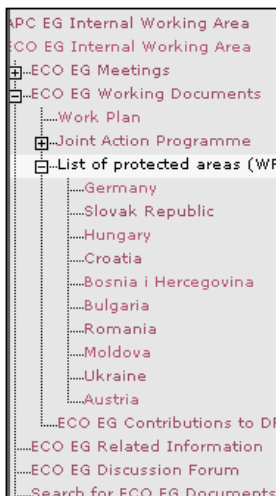 APC EG Internal Working Area
ECO EG Internal Working Area
ECO EG Meetings
ECO EG Working Documents
Work Plan
Joint Action Programme
List of protected areas (WF
Germany
Slovak Republic
Hungary
Croatia
Bosnia i Hercegovina
Bulgaria
Romania
Moldova
Ukraine
Austria
ECO EG Contributions to DR
ECO EG Related Information
ECO EG Discussion Forum
Search for ECO EG Documents